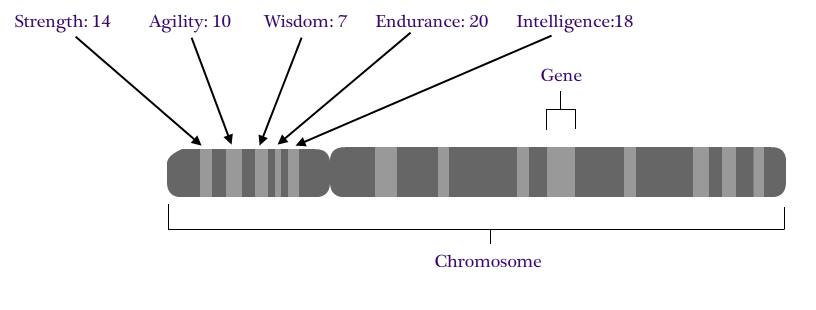 Strength: 14 Agility: 10 Wisdom: 7 Endurance: 20 Intelligence:18
Gene
Chromosome